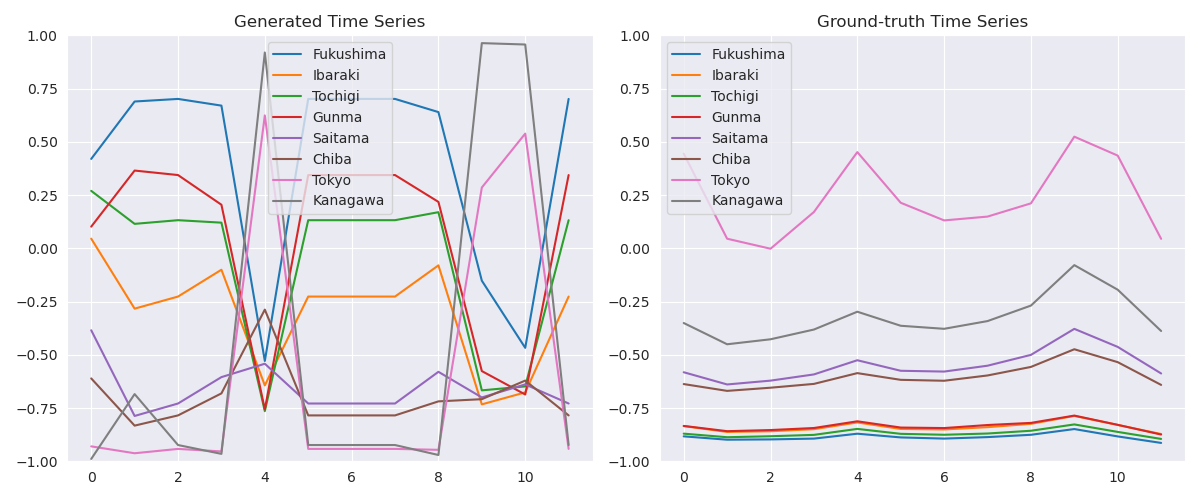 Generated Time Series
1.00
0.75
0.50
0.25
0.00
−0.25
−0.50
−0.75
−1.00
0 2 4 6 8 10
Fukushima
Ibaraki
Tochigi
Gunma
Saitama
Chiba
Tokyo
Kanagawa
Ground-truth Time Series
1.00
0.75
0.50
0.25
0.00
−0.25
−0.50
−0.75
−1.00
0 2 4 6 8 10
Fukushima
Ibaraki
Tochigi
Gunma
Saitama
Chiba
Tokyo
Kanagawa